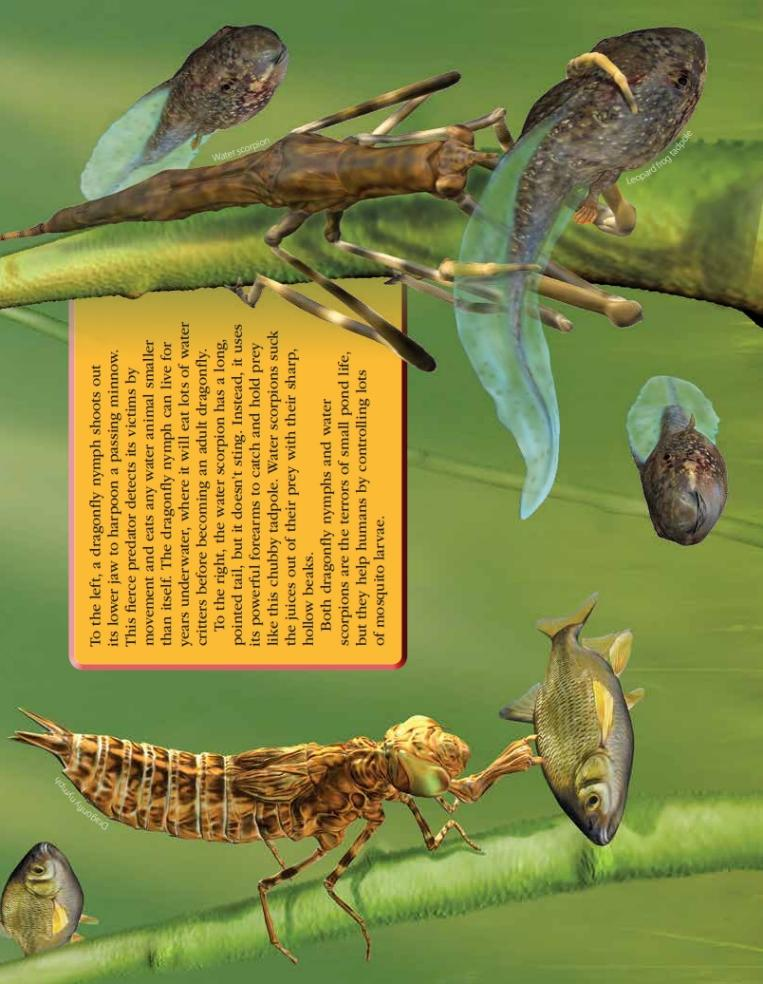 To the left, a dragonfly nymph shoots out
its lower jaw to harpoon a passing minnow.
This fierce predator detects its victims by
movement and eats any water animal smaller
than itself. The dragonfly nymph can live for
years underwater, where it will eat lots of water
critters before becoming an adult dragonfly.
To the right, the water scorpion has a long,
pointed tail, but it doesn't sting. Instead, it uses
its powerful forearms to catch and hold prey
like this chubby tadpole. Water scorpions suck
the juices out of their prey with their sharp,
hollow beaks.
Both dragonfly nymphs and water
scorpions are the terrors of small pond life,
but they help humans by controlling lots
of mosquito larvae.
Dragonfly nymph
Water scorpion
Leopard frog tadpole